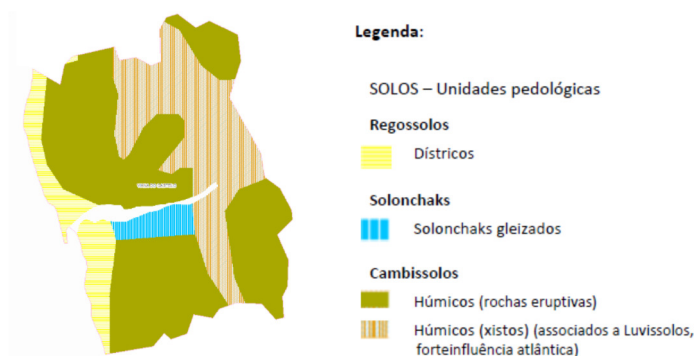 Legenda:
SOLOS – Unidades pedológicas
Regossolos
Dístricos
Solonchaks
Solonchaks gleizados
Cambissolos
Húmicos (rochas eruptivas)
Húmicos (xistos) (associados a Luvissolos,
forteinfluência atlântica)